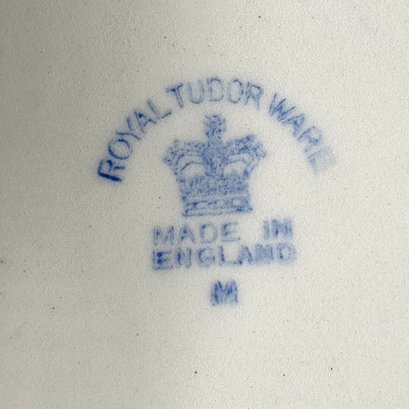 ROYAL TUDOR WARE
MADE IN
ENGLAND
M